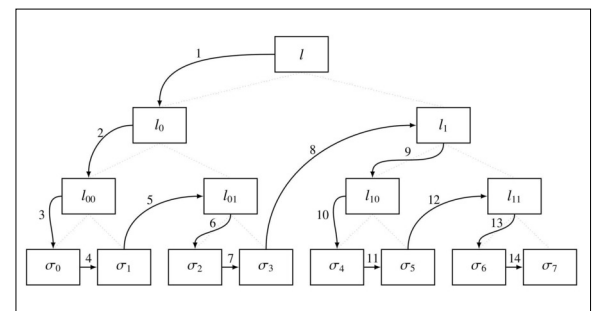 1 l
2 l₀ 8 l₁ 9
3 l₀₀ 5 l₀₁ 6 10 l₁₀ 12 l₁₁ 13
σ₀ 4 σ₁ σ₂ 7 σ₃ σ₄ 11 σ₅ σ₆ 14 σ₇